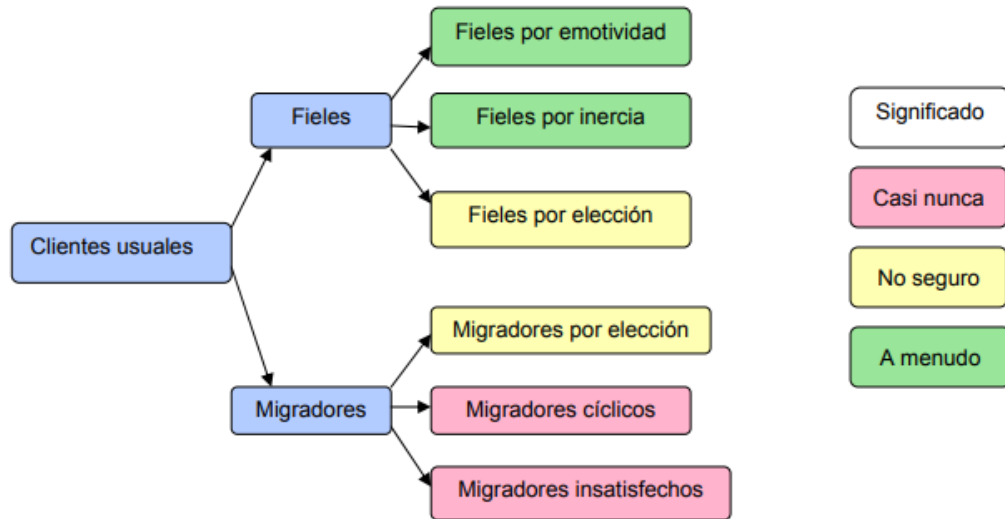 Fieles por emotividad
Fieles
Fieles por inercia
Fieles por elección
Clientes usuales
Migradores por elección
Migradores
Migradores cíclicos
Migradores insatisfechos
Significado
Casi nunca
No seguro
A menudo